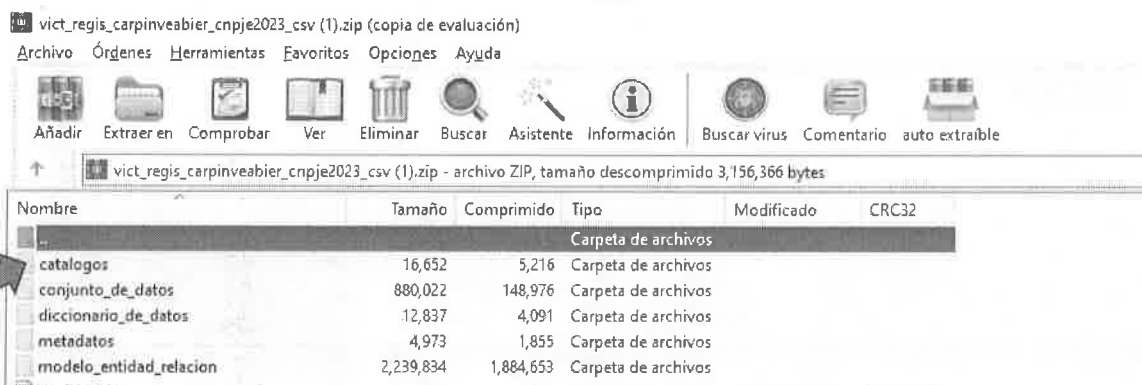 vict_regis_carpinveabier_cnpje2023_csv (1).zip (copia de evaluación)
Archivo Órdenes Herramientas Favoritos Opciones Ayuda
Añadir Extraer en Comprobar Ver Eliminar Buscar Asistente Información Buscar virus Comentario auto extraíble
vict_regis_carpinveabier_cnpje2023_csv (1).zip - archivo ZIP, tamaño descomprimido 3,156,366 bytes
Nombre Tamaño Comprimido Tipo Modificado CRC32
.. Carpeta de archivos
catalogos 16,652 5,216 Carpeta de archivos
conjunto_de_datos 880,022 148,976 Carpeta de archivos
diccionario_de_datos 12,837 4,091 Carpeta de archivos
metadatos 4,973 1,855 Carpeta de archivos
modelo_entidad_relacion 2,239,834 1,884,653 Carpeta de archivos